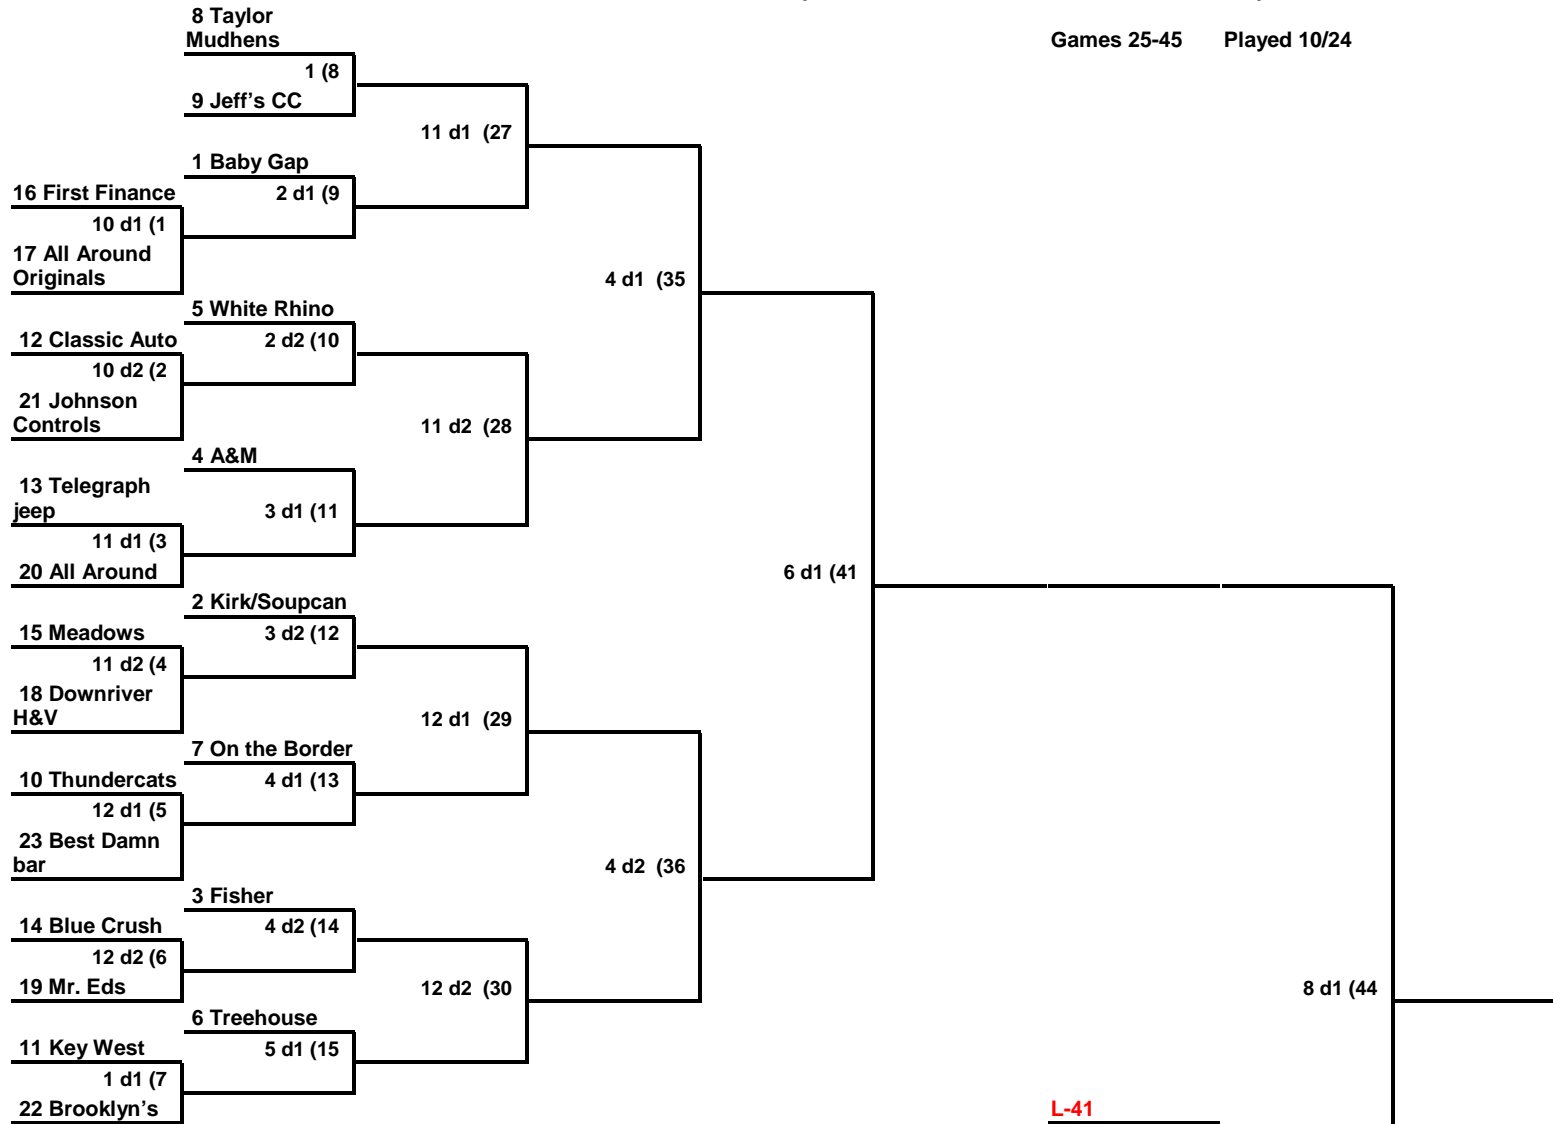 8 Taylor
Mudhens
Games 25-45 Played 10/24
1 (8
9 Jeff's CC
11 d1 (27
1 Baby Gap
16 First Finance
2 d1 (9
10 d1 (1
17 All Around
Originals
4 d1 (35
5 White Rhino
12 Classic Auto
2 d2 (10
10 d2 (2
21 Johnson
Controls
11 d2 (28
4 A&M
13 Telegraph
jeep
3 d1 (11
11 d1 (3
20 All Around
6 d1 (41
2 Kirk/Soupcan
15 Meadows
3 d2 (12
11 d2 (4
18 Downriver
H&V
12 d1 (29
7 On the Border
10 Thundercats
4 d1 (13
12 d1 (5
23 Best Damn
bar
4 d2 (36
3 Fisher
14 Blue Crush
4 d2 (14
12 d2 (6
19 Mr. Eds
12 d2 (30
8 d1 (44
6 Treehouse
11 Key West
5 d1 (15
1 d1 (7
22 Brooklyn's
L-41